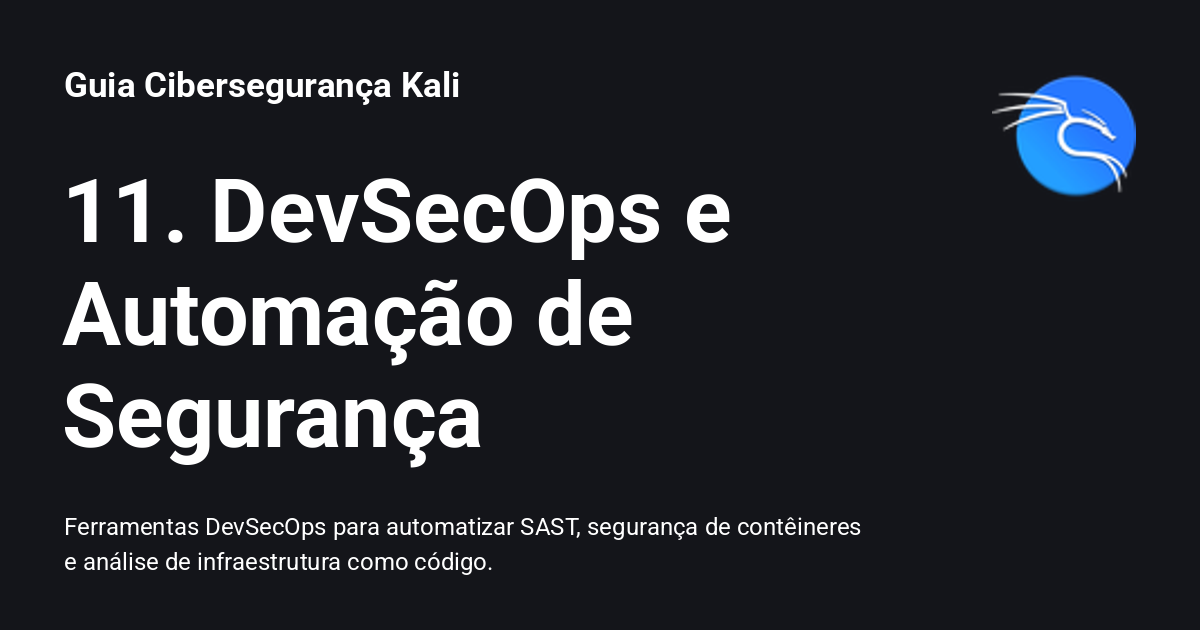 Guia Cibersegurança Kali
11. DevSecOps e
Automação de
Segurança
Ferramentas DevSecOps para automatizar SAST, segurança de contêineres
e análise de infraestrutura como código.